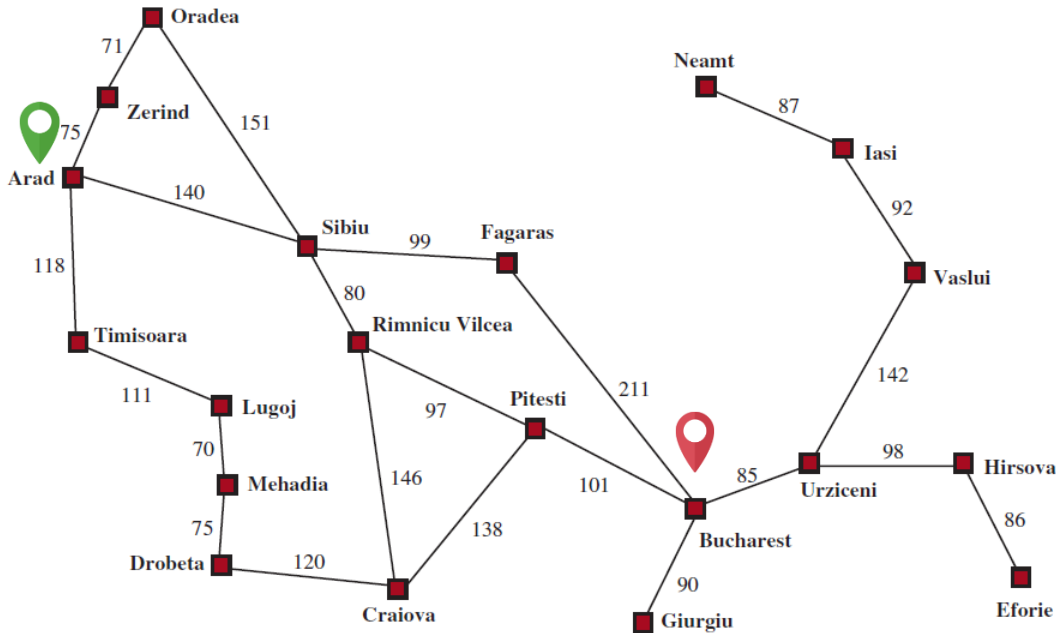 Oradea
71
Neamt
Zerind
87
75
151
Iasi
Arad
140
92
Sibiu
99
Fagaras
118
80
Vaslui
Timisoara
Rimnicu Vilcea
142
111
Lugoj
97
Pitesti
211
70
98
Hirsova
Mehadia
146
101
85
Urziceni
75
138
86
Bucharest
Drobeta
120
90
Craiova
Giurgiu
Eforie